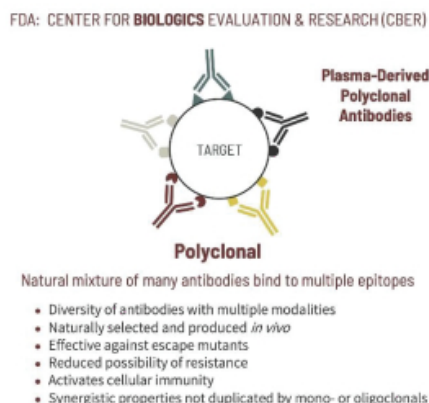 FDA: CENTER FOR BIOLOGICS EVALUATION & RESEARCH (CBER)
Plasma-Derived
Polyclonal
Antibodies
TARGET
Polyclonal
Natural mixture of many antibodies bind to multiple epitopes
• Diversity of antibodies with multiple modalities
• Naturally selected and produced in vivo
• Effective against escape mutants
• Reduced possibility of resistance
• Activates cellular immunity
• Synergistic properties not duplicated by mono- or oligoclonals